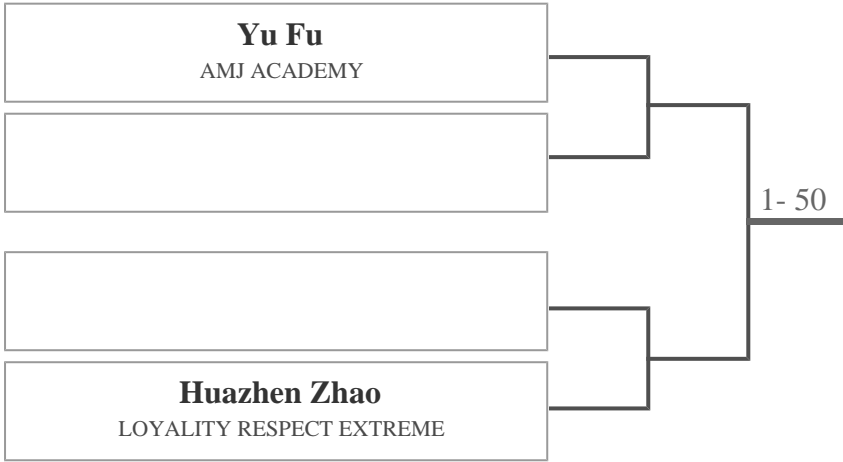 Yu Fu
AMJ ACADEMY
1- 50
Huazhen Zhao
LOYALITY RESPECT EXTREME